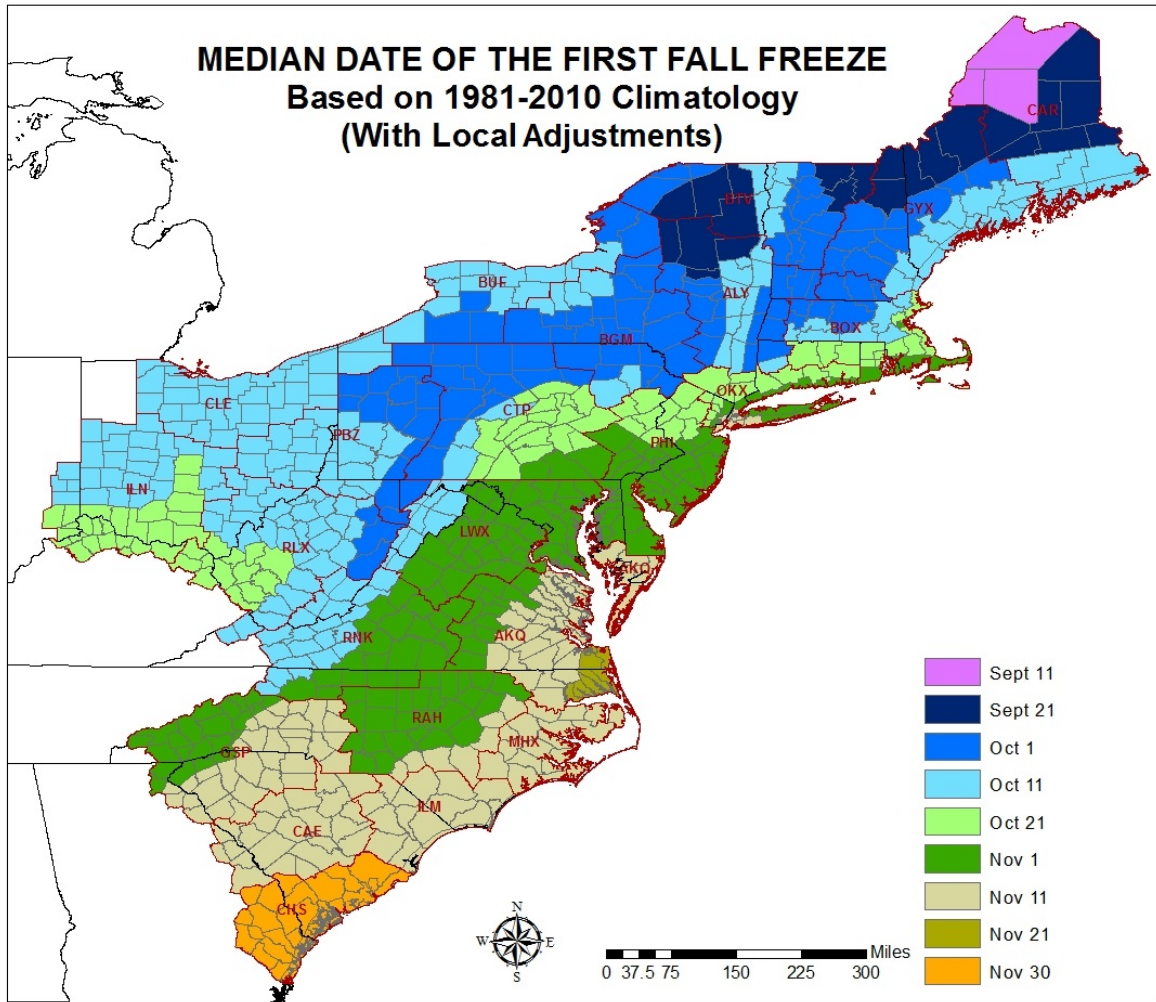 MEDIAN DATE OF THE FIRST FALL FREEZE
Based on 1981-2010 Climatology
(With Local Adjustments)
CAR
BTV
GYX
BUF
ALY
BOX
BGM
OKX
CLE
CTP
PBZ
PHI
ILN
LWX
RLX
AKQ
RNK
AKQ
RAH
MHX
GSP
ILM
CAE
CHS
N
W E
S
Miles
0 37.5 75 150 225 300
Sept 11
Sept 21
Oct 1
Oct 11
Oct 21
Nov 1
Nov 11
Nov 21
Nov 30